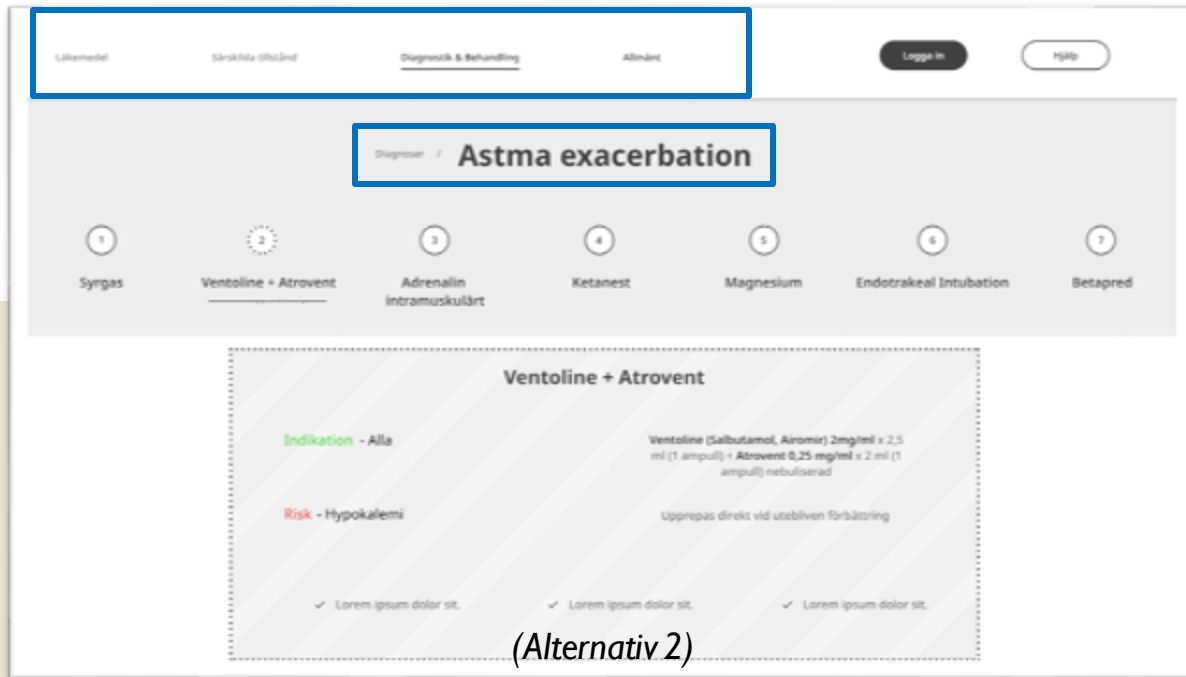 Läkemedel Särskilda tillstånd Diagnostik & Behandling Allmänt Logga in Hjälp
Diagnoser / Astma exacerbation
1 2 3 4 5 6 7
Syrgas Ventoline + Atrovent Adrenalin Ketanest Magnesium Endotrakeal Intubation Betapred
intramuskulärt
Ventoline + Atrovent
Indikation - Alla
Ventoline (Salbutamol, Airomir) 2mg/ml x 2,5
ml (1 ampull) + Atrovent 0,25 mg/ml x 2 ml (1
ampull) nebuliserad
Risk - Hypokalemi
Upprepas direkt vid utebliven förbättring
✓ Lorem ipsum dolor sit. ✓ Lorem ipsum dolor sit. ✓ Lorem ipsum dolor sit.
(Alternativ 2)